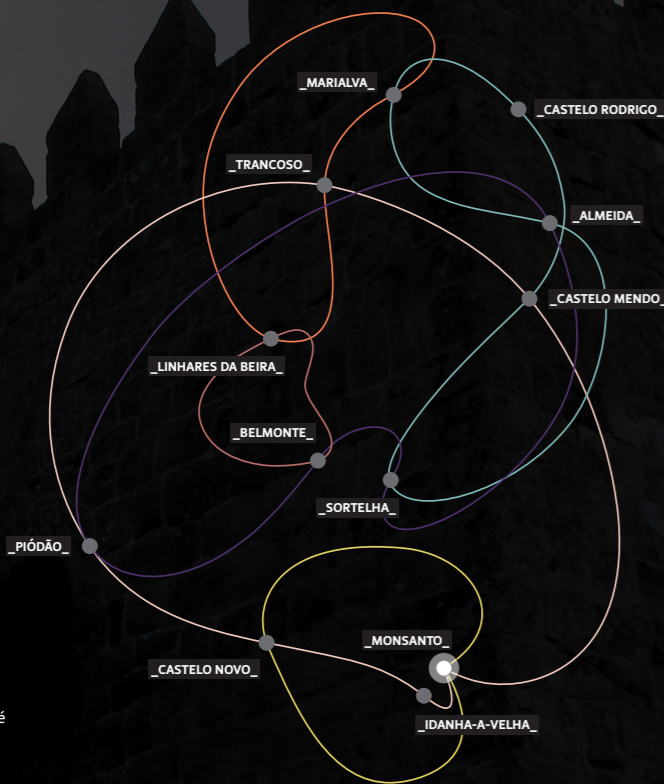 _MARIALVA_
_CASTELO RODRIGO_
_TRANCOSO_
_ALMEIDA_
_CASTELO MENDO_
_LINHARES DA BEIRA_
_BELMONTE_
_SORTELHA_
_PIÓDÃO_
_MONSANTO_
_CASTELO NOVO_
é
_IDANHA-A-VELHA_